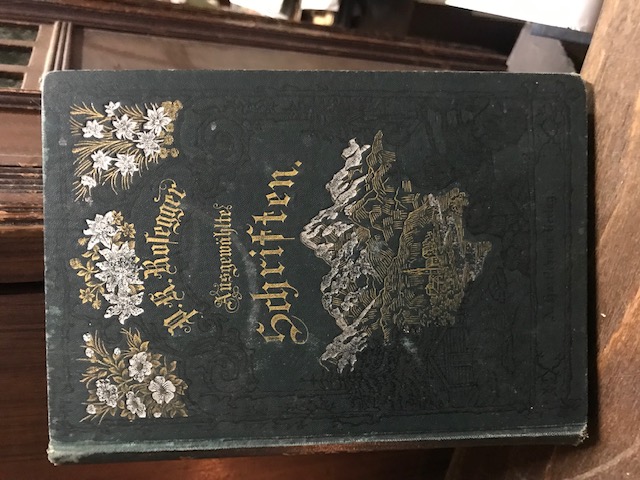 P. K. Rosegger
Ausgewählte
Schriften.